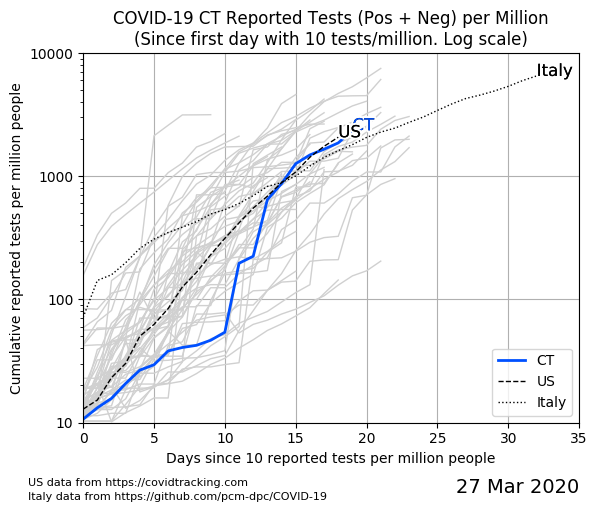 COVID-19 CT Reported Tests (Pos + Neg) per Million
(Since first day with 10 tests/million. Log scale)
Cumulative reported tests per million people
10000
1000
100
10
Italy
CT
US
CT
US
Italy
0 5 10 15 20 25 30 35
Days since 10 reported tests per million people
US data from https://covidtracking.com
Italy data from https://github.com/pcm-dpc/COVID-19
27 Mar 2020